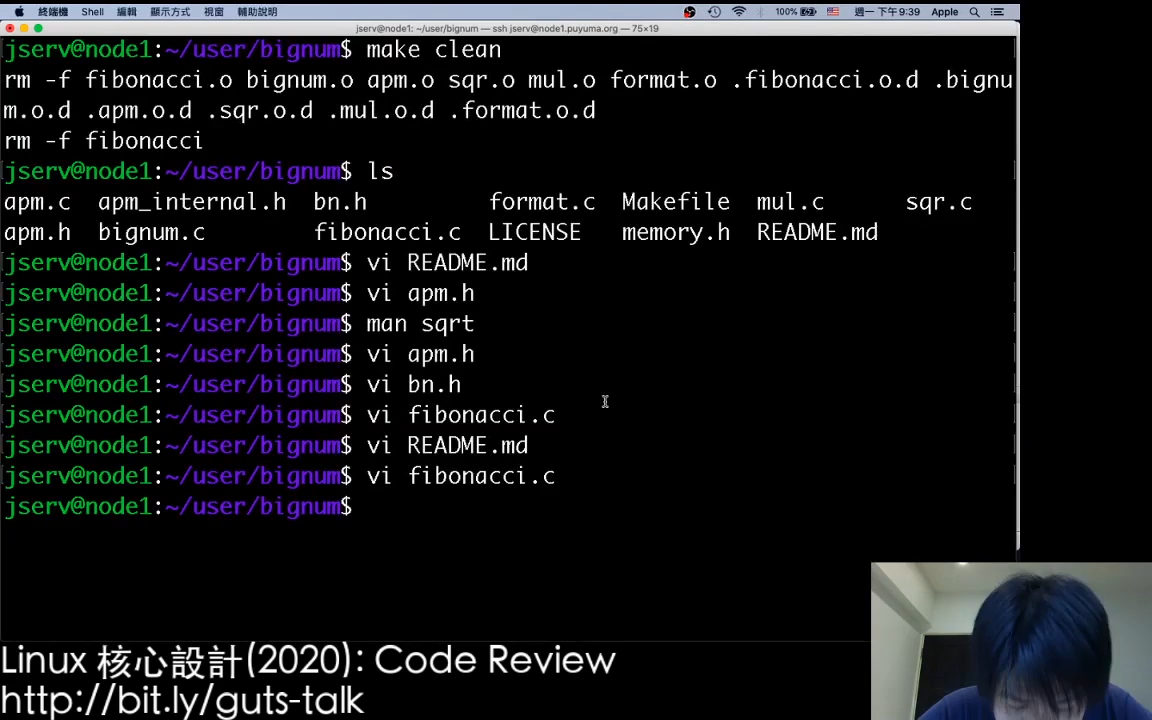 終端機 Shell 編輯 顯示方式 視窗 輔助說明 100% 週一 下午9:39 Apple
jserv@node1: ~/user/bignum — ssh jserv@node1.puyuma.org — 75×19
jserv@node1:~/user/bignum$ make clean
rm -f fibonacci.o bignum.o apm.o sqr.o mul.o format.o .fibonacci.o.d .bignu
m.o.d .apm.o.d .sqr.o.d .mul.o.d .format.o.d
rm -f fibonacci
jserv@node1:~/user/bignum$ ls
apm.c apm_internal.h bn.h format.c Makefile mul.c sqr.c
apm.h bignum.c fibonacci.c LICENSE memory.h README.md
jserv@node1:~/user/bignum$ vi README.md
jserv@node1:~/user/bignum$ vi apm.h
jserv@node1:~/user/bignum$ man sqrt
jserv@node1:~/user/bignum$ vi apm.h
jserv@node1:~/user/bignum$ vi bn.h
jserv@node1:~/user/bignum$ vi fibonacci.c
jserv@node1:~/user/bignum$ vi README.md
jserv@node1:~/user/bignum$ vi fibonacci.c
jserv@node1:~/user/bignum$
Linux 核心設計(2020): Code Review
http://bit.ly/guts-talk